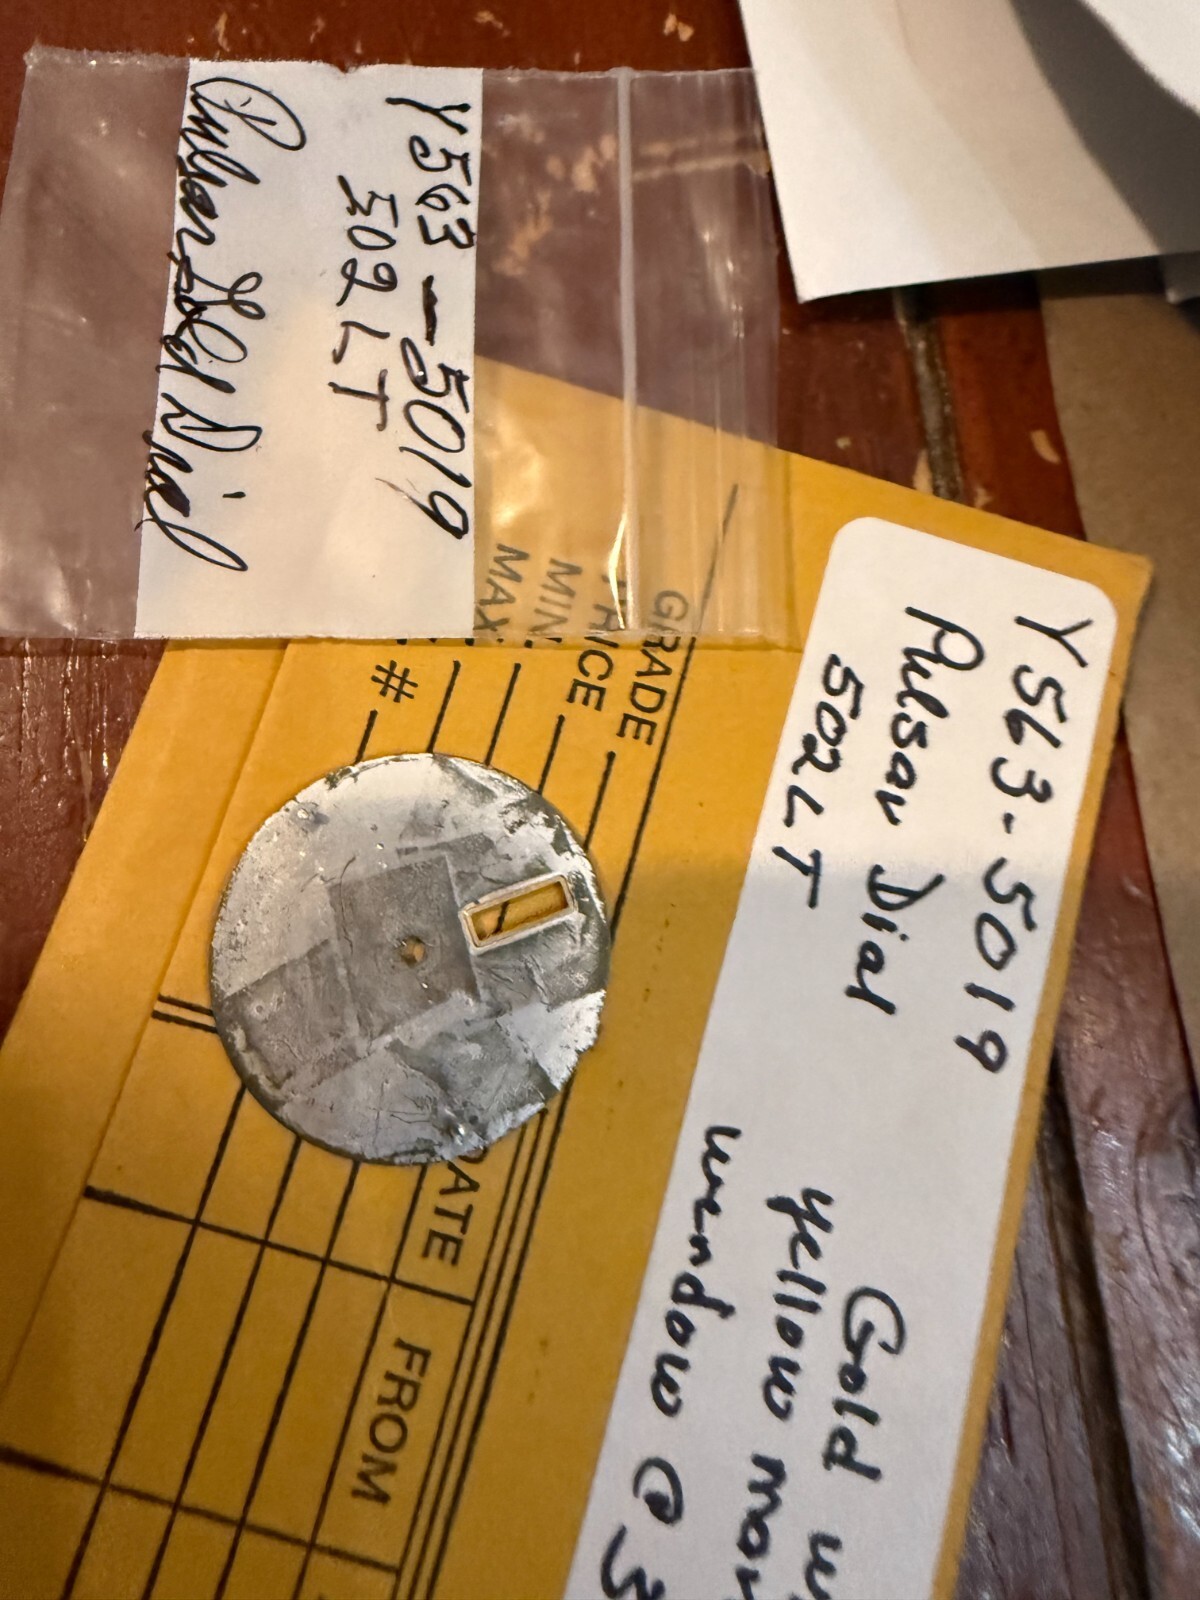 Y563-5019
502LT
Pulsar Gold Dial
Y563-5019
Pulsar Dial
502LT
Gold w
yellow mar
window @ 3
GRADE
PRICE
MIN.
MAX.
#
DATE
FROM